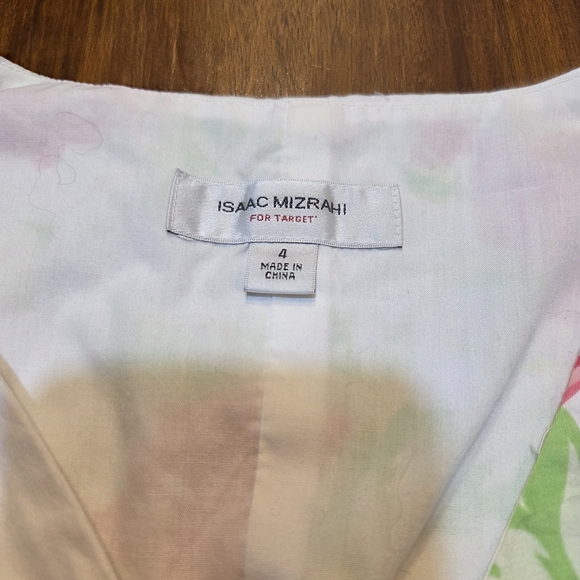 ISAAC MIZRAHI
FOR TARGET*
4
MADE IN
CHINA